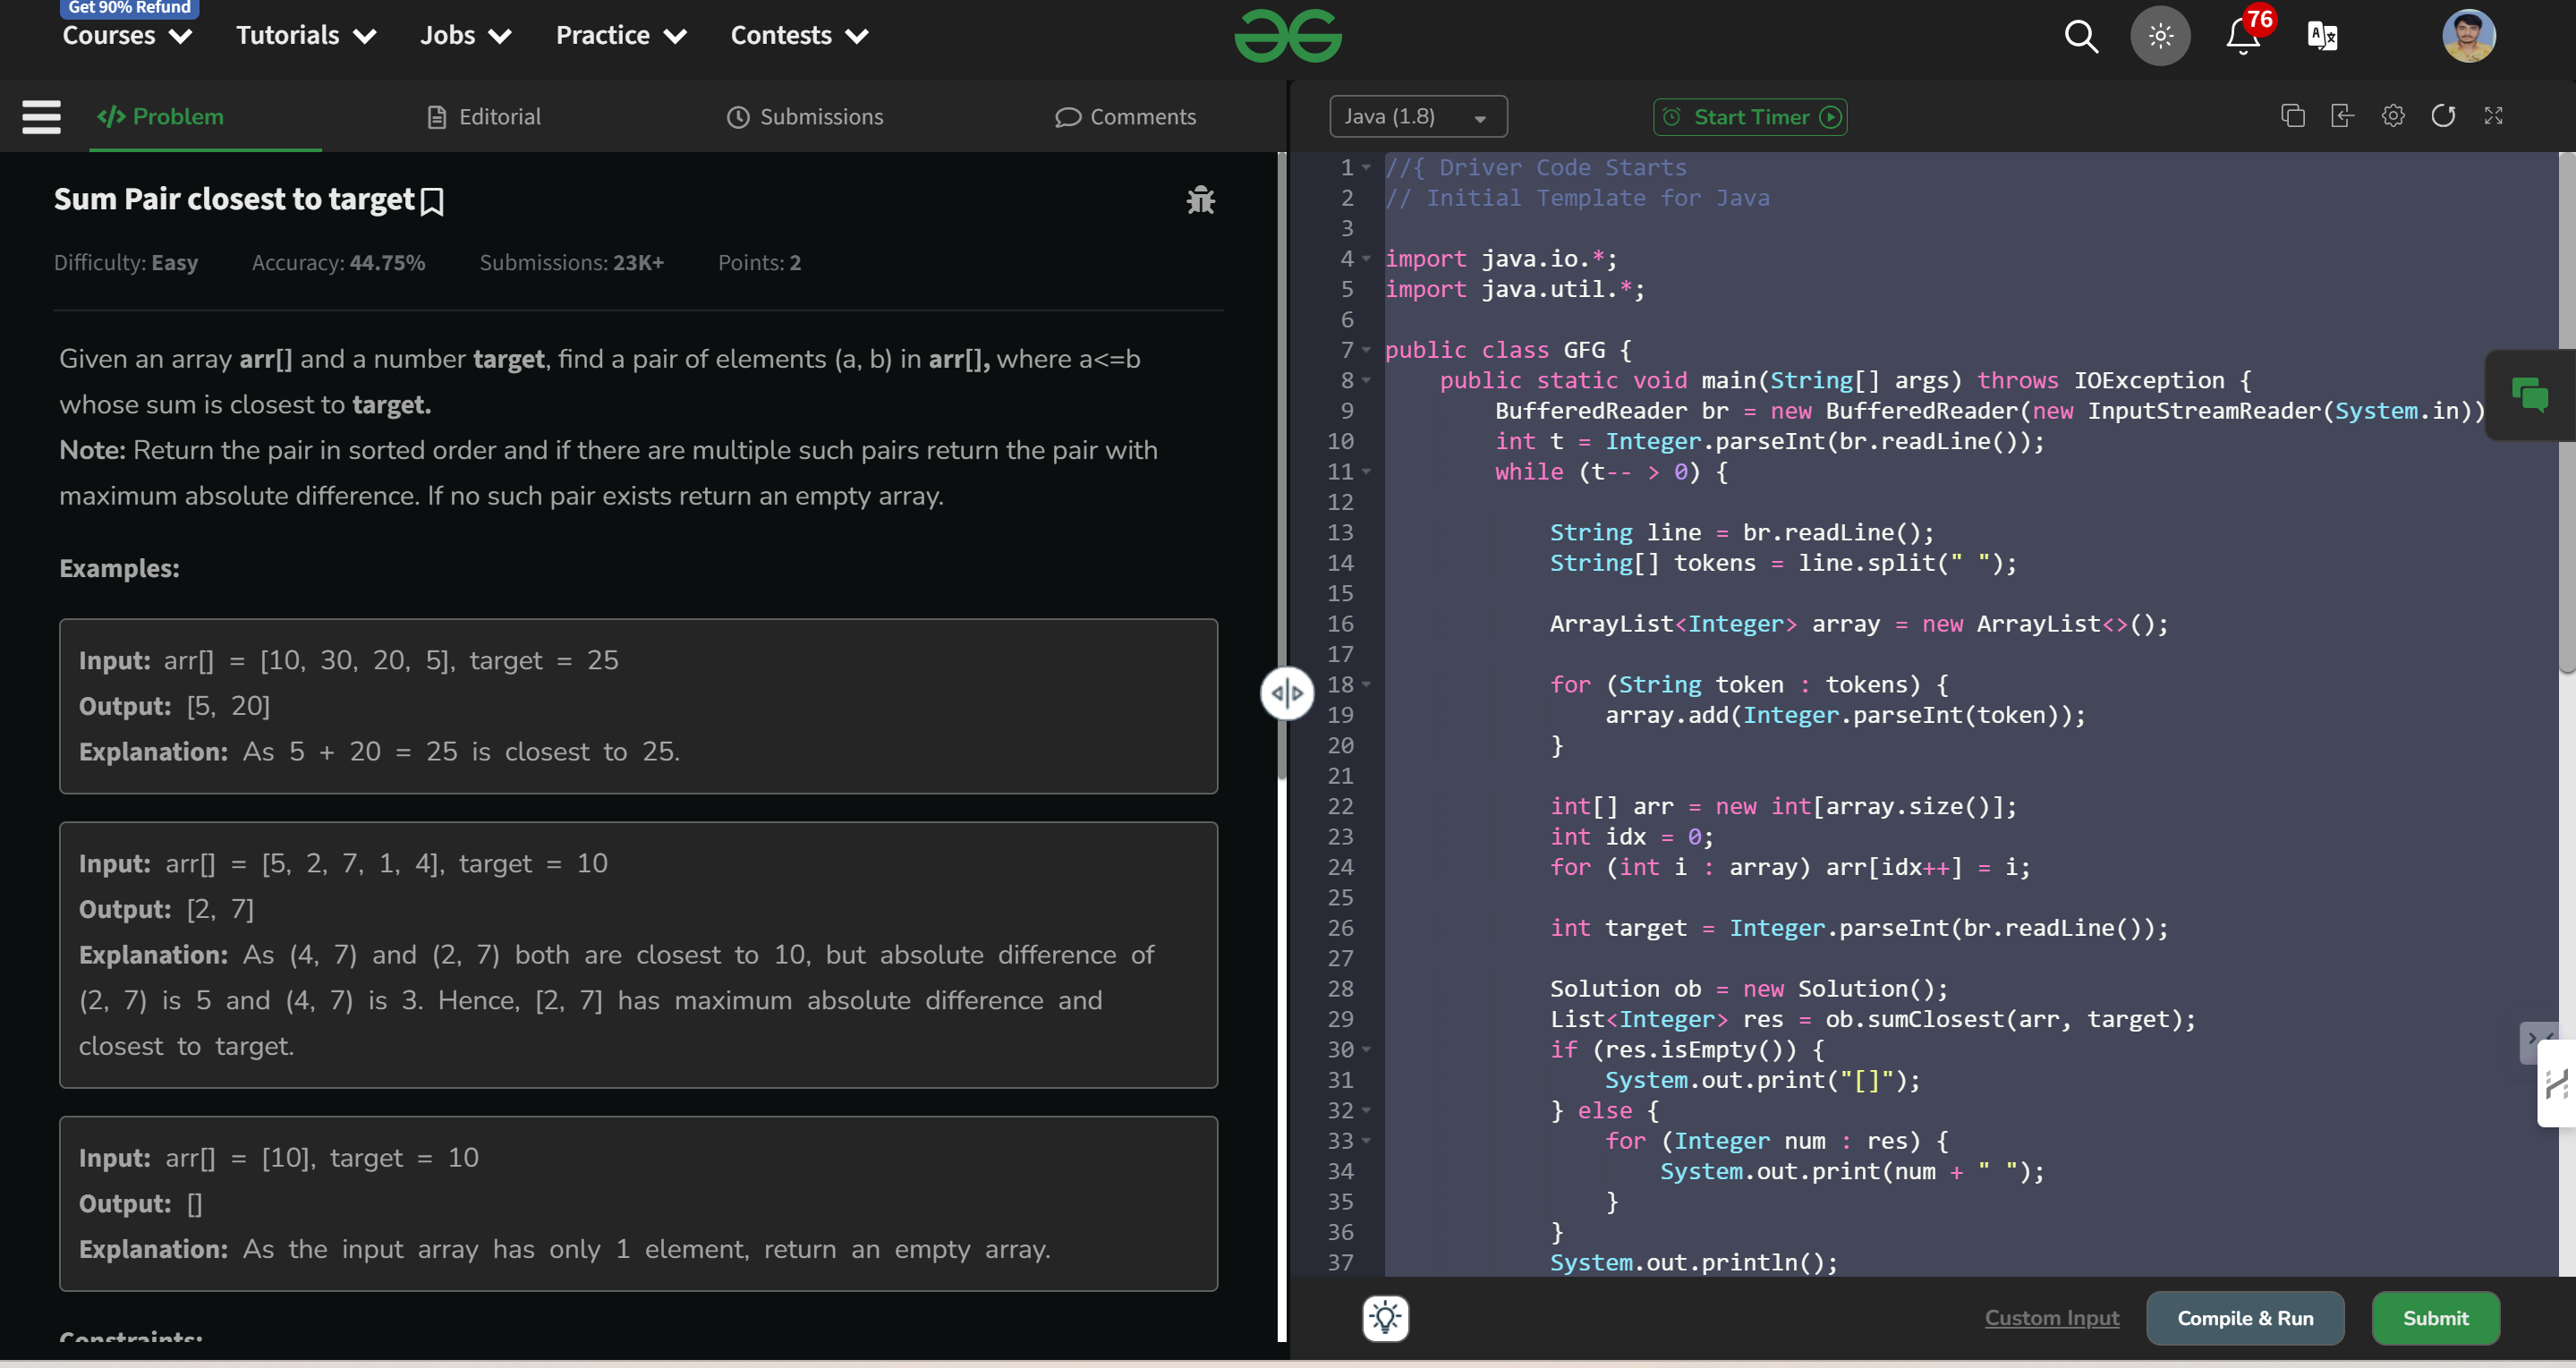 Get 90% Refund
Courses Tutorials Jobs Practice Contests
76
Problem Editorial Submissions Comments
Sum Pair closest to target
Difficulty: Easy Accuracy: 44.75% Submissions: 23K+ Points: 2
Given an array arr[] and a number target, find a pair of elements (a, b) in arr[], where a<=b
whose sum is closest to target.
Note: Return the pair in sorted order and if there are multiple such pairs return the pair with
maximum absolute difference. If no such pair exists return an empty array.
Examples:
Input: arr[] = [10, 30, 20, 5], target = 25
Output: [5, 20]
Explanation: As 5 + 20 = 25 is closest to 25.
Input: arr[] = [5, 2, 7, 1, 4], target = 10
Output: [2, 7]
Explanation: As (4, 7) and (2, 7) both are closest to 10, but absolute difference of
(2, 7) is 5 and (4, 7) is 3. Hence, [2, 7] has maximum absolute difference and
closest to target.
Input: arr[] = [10], target = 10
Output: []
Explanation: As the input array has only 1 element, return an empty array.
Constraints:
Java (1.8) Start Timer
1 //{ Driver Code Starts
2 // Initial Template for Java
3
4 import java.io.*;
5 import java.util.*;
6
7 public class GFG {
8 public static void main(String[] args) throws IOException {
9 BufferedReader br = new BufferedReader(new InputStreamReader(System.in))
10 int t = Integer.parseInt(br.readLine());
11 while (t-- > 0) {
12
13 String line = br.readLine();
14 String[] tokens = line.split(" ");
15
16 ArrayList<Integer> array = new ArrayList<>();
17
18 for (String token : tokens) {
19 array.add(Integer.parseInt(token));
20 }
21
22 int[] arr = new int[array.size()];
23 int idx = 0;
24 for (int i : array) arr[idx++] = i;
25
26 int target = Integer.parseInt(br.readLine());
27
28 Solution ob = new Solution();
29 List<Integer> res = ob.sumClosest(arr, target);
30 if (res.isEmpty()) {
31 System.out.print("[]");
32 } else {
33 for (Integer num : res) {
34 System.out.print(num + " ");
35 }
36 }
37 System.out.println();
Custom Input Compile & Run Submit